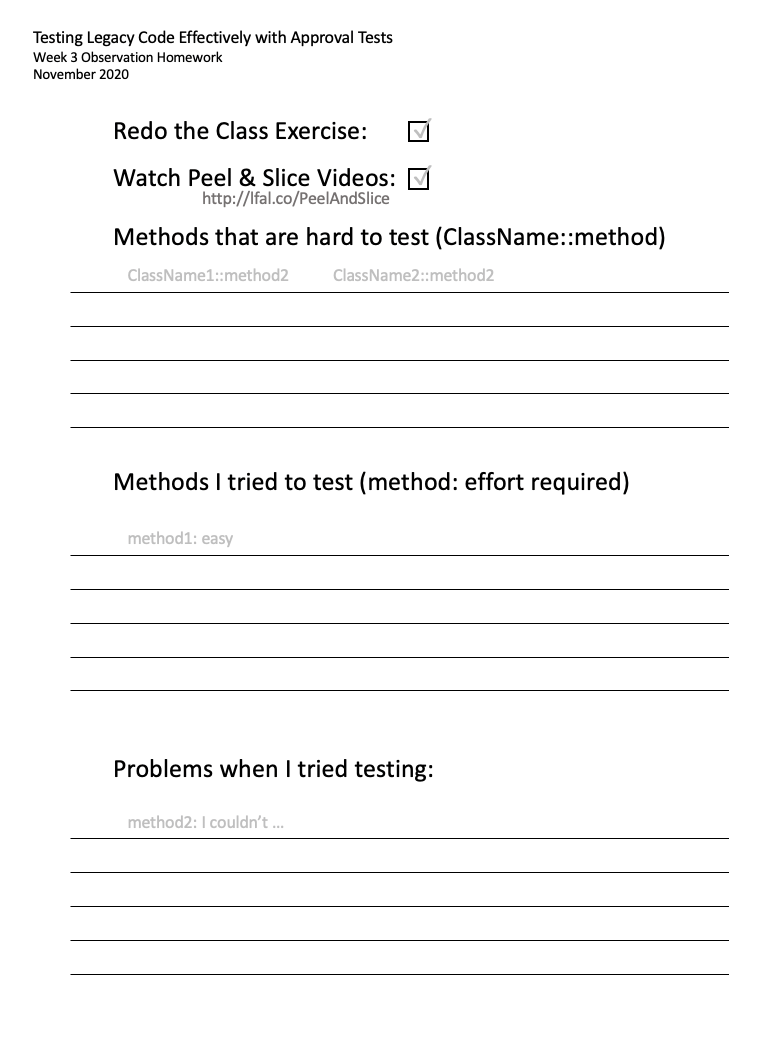 Testing Legacy Code Effectively with Approval Tests
Week 3 Observation Homework
November 2020
Redo the Class Exercise:
Watch Peel & Slice Videos:
http://lfal.co/PeelAndSlice
Methods that are hard to test (ClassName::method)
ClassName1::method2 ClassName2::method2
Methods I tried to test (method: effort required)
method1: easy
Problems when I tried testing:
method2: I couldn’t …